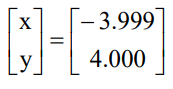 [x] = [− 3.999]
[y] [4.000]